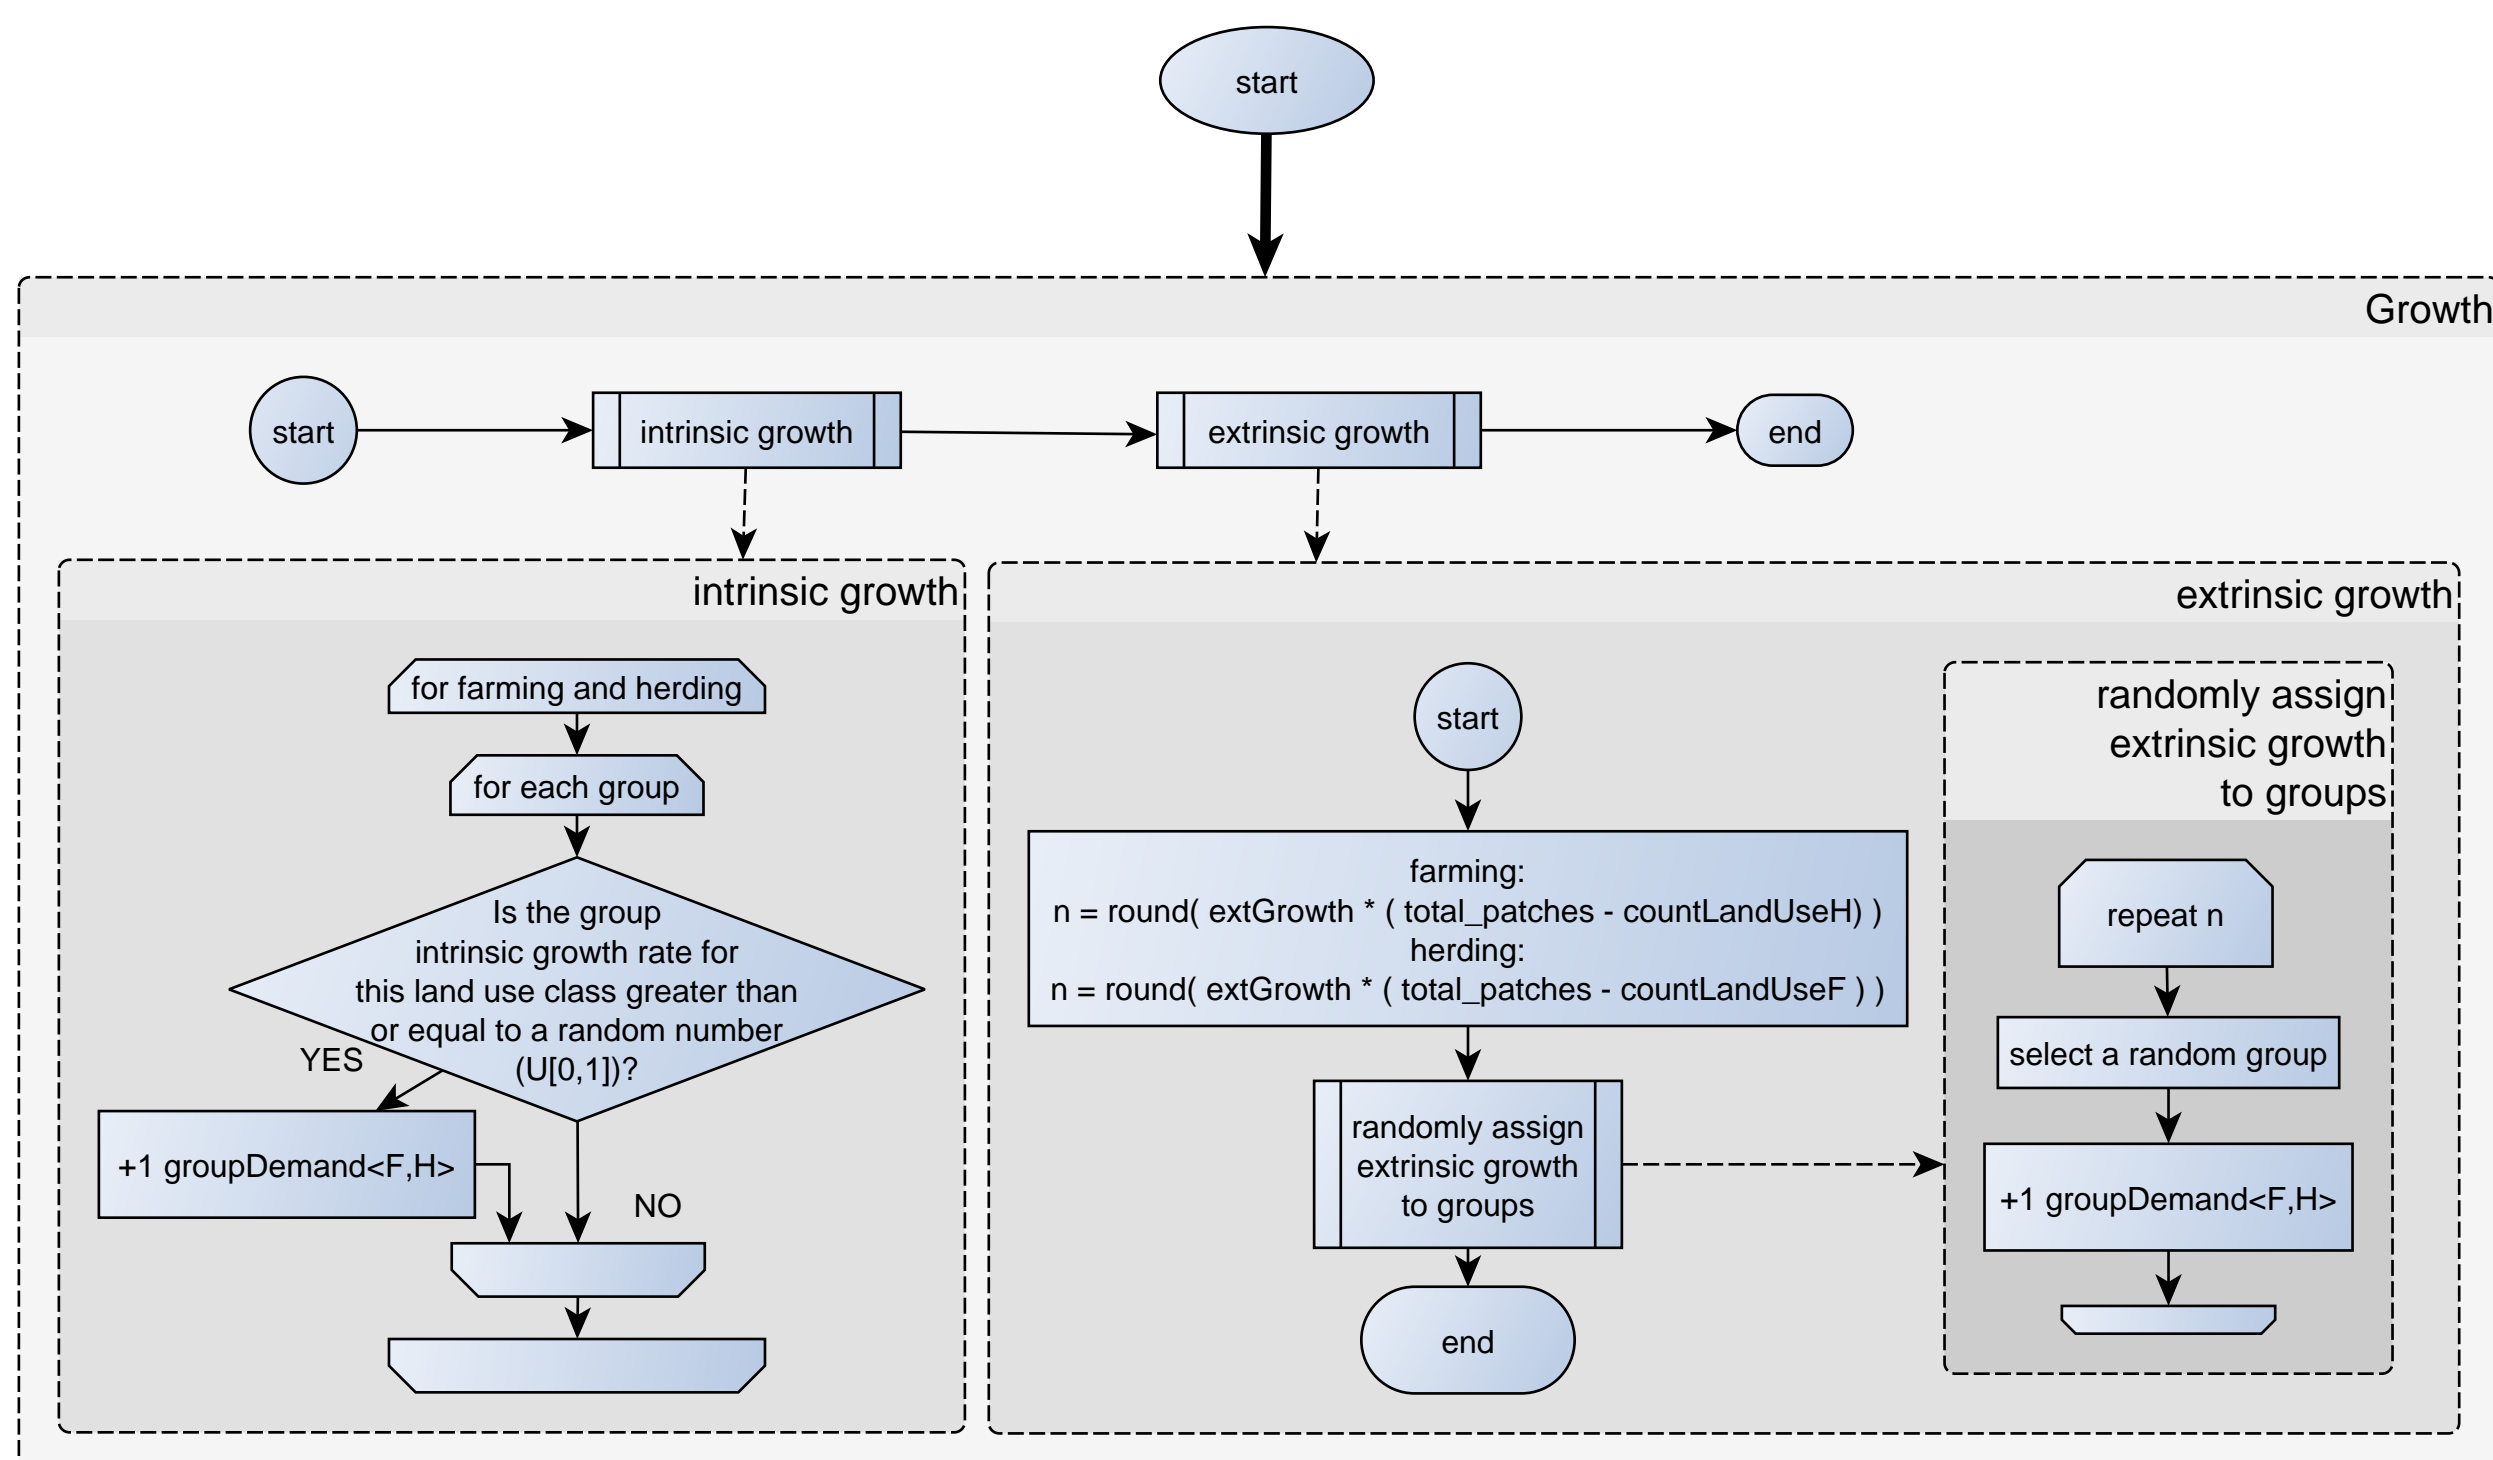 start
Growth
start
intrinsic growth
extrinsic growth
end
intrinsic growth
for farming and herding
for each group
Is the group
intrinsic growth rate for
this land use class greater than
or equal to a random number
(U[0,1])?
YES
+1 groupDemand<F,H>
NO
extrinsic growth
start
farming:
n = round( extGrowth * ( total_patches - countLandUseH) )
herding:
n = round( extGrowth * ( total_patches - countLandUseF ) )
randomly assign
extrinsic growth
to groups
end
randomly assign
extrinsic growth
to groups
repeat n
select a random group
+1 groupDemand<F,H>